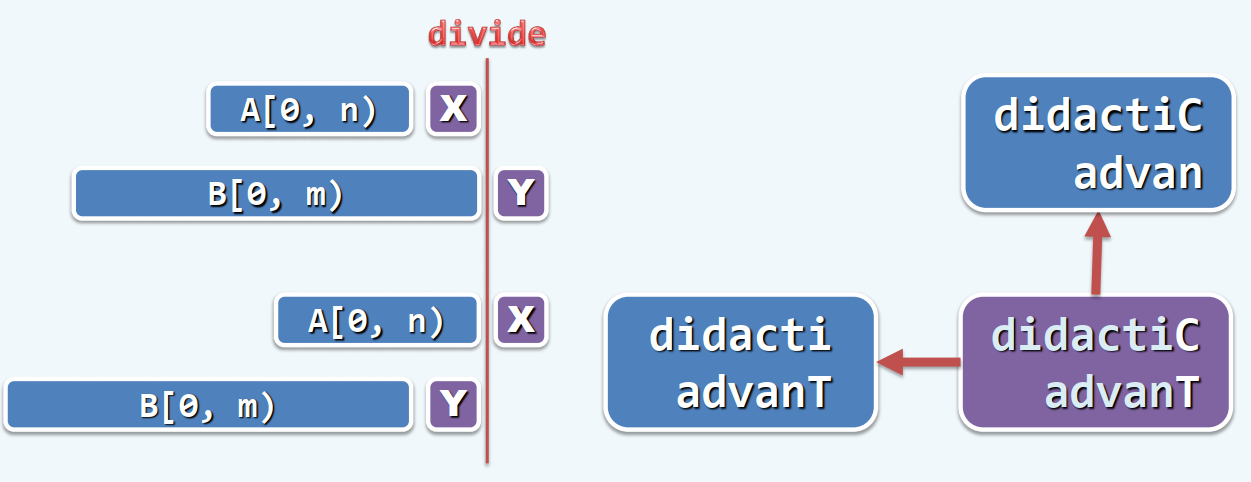 divide
A[0, n)
X
B[0, m)
Y
A[0, n)
X
B[0, m)
Y
didactiC
advan
didacti
advanT
didactiC
advanT